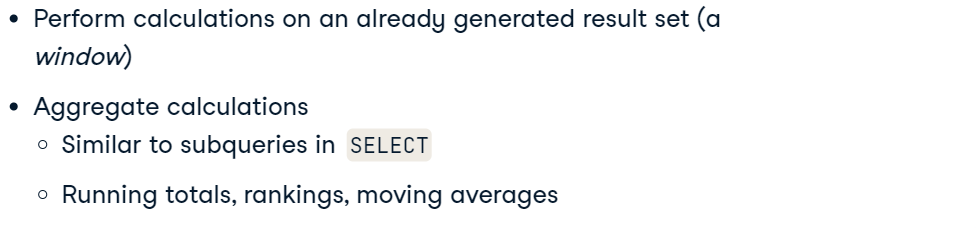 • Perform calculations on an already generated result set (a
window)
• Aggregate calculations
○ Similar to subqueries in SELECT
○ Running totals, rankings, moving averages